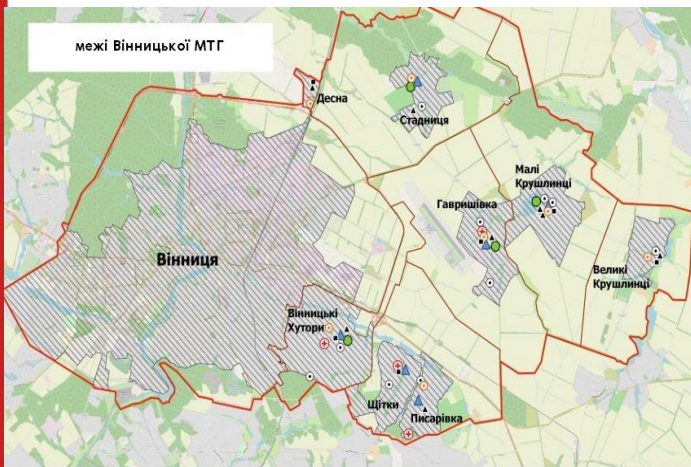 межі Вінницької МТГ
Десна
Стадниця
Малі
Крушлинці
Гавришівка
Вінниця
Великі
Крушлинці
Вінницькі
Хутори
Щітки
Писарівка